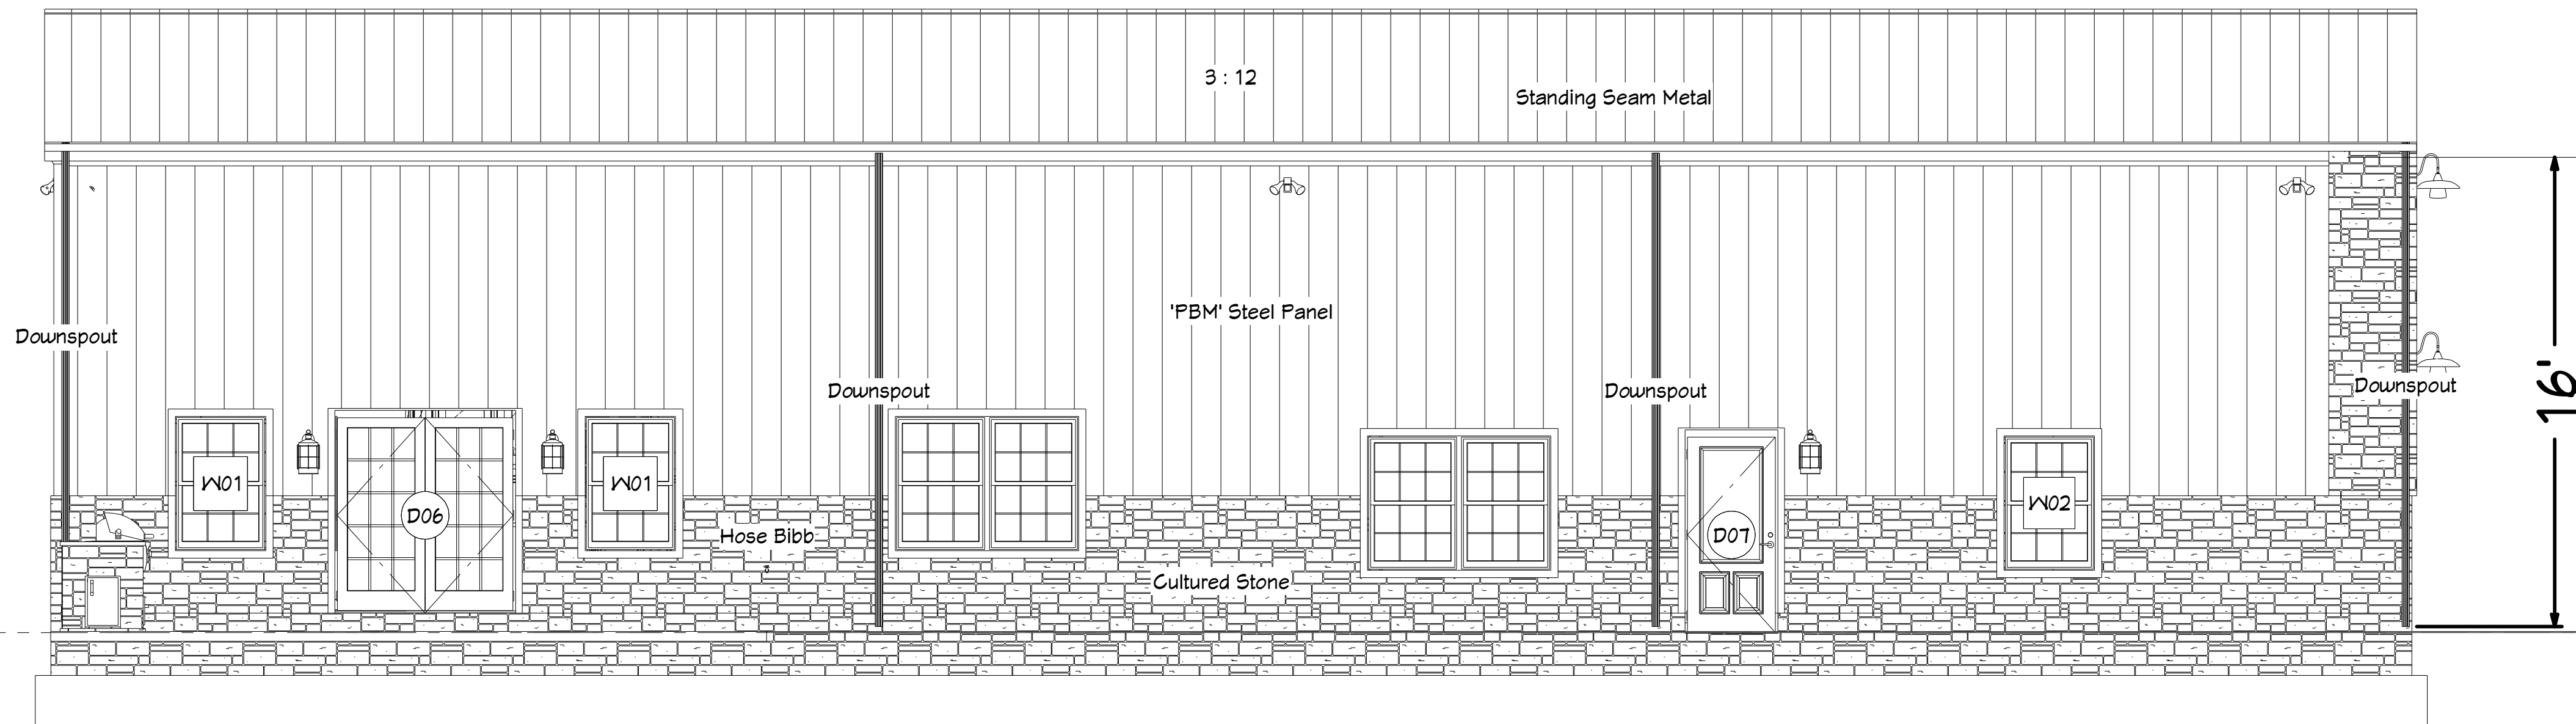 3 : 12
Standing Seam Metal
'PBM' Steel Panel
Downspout
Downspout
Downspout
Downspout
16'
W01
D06
W01
Hose Bibb
Cultured Stone
D07
W02